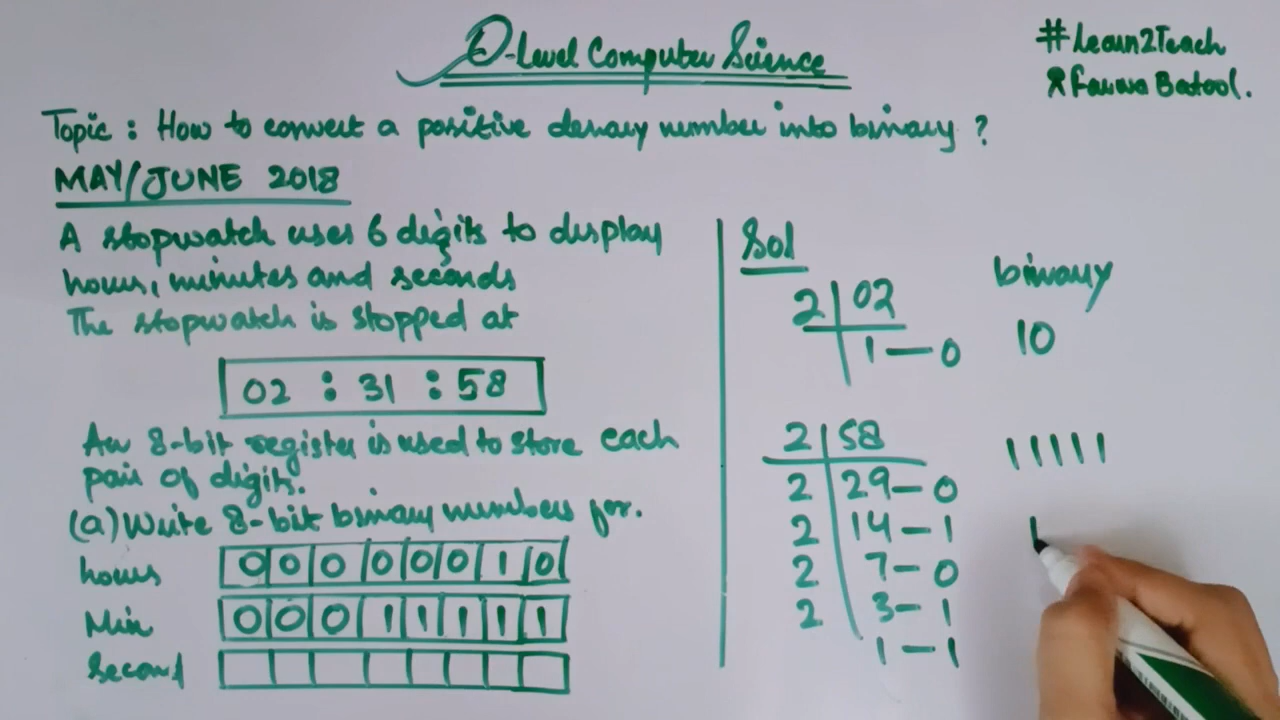 O-Level Computer Science
#Learn2Teach
Topic : How to convert a positive denary number into binary ?
MAY/JUNE 2018
A stopwatch uses 6 digits to display
hours, minutes and seconds
The stopwatch is stopped at
02 : 31 : 58
An 8-bit register is used to store each
pair of digits.
(a) Write 8-bit binary numbers for.
hours 0 0 0 0 0 0 1 0
Min 0 0 0 1 1 1 1 1
Second
Sol
binary
2 02
1 — 0 10
2 58 11111
2 29 — 0
2 14 — 1 1
2 7 — 0
2 3 — 1
1 — 1